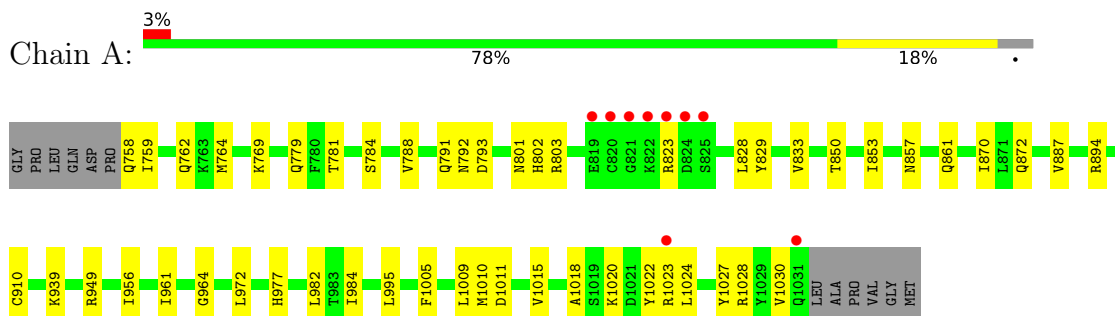 3%
Chain A:
78% 18% •
GLY PRO LEU GLN ASP PRO Q758 I759 Q762 K763 M764 K769 Q779 F780 T781 S784 V788 Q791 N792 D793 N801 H802 R803 E819 C820 G821 K822 R823 D824 S825 L828 Y829 V833 T850 I853 N857 Q861 I870 L871 Q872 V887 R894
C910 K939 R949 I956 I961 G964 L972 H977 L982 T983 I984 L995 F1005 L1009 M1010 D1011 V1015 A1018 S1019 K1020 D1021 Y1022 R1023 L1024 Y1027 R1028 Y1029 V1030 Q1031 LEU ALA PRO VAL GLY MET